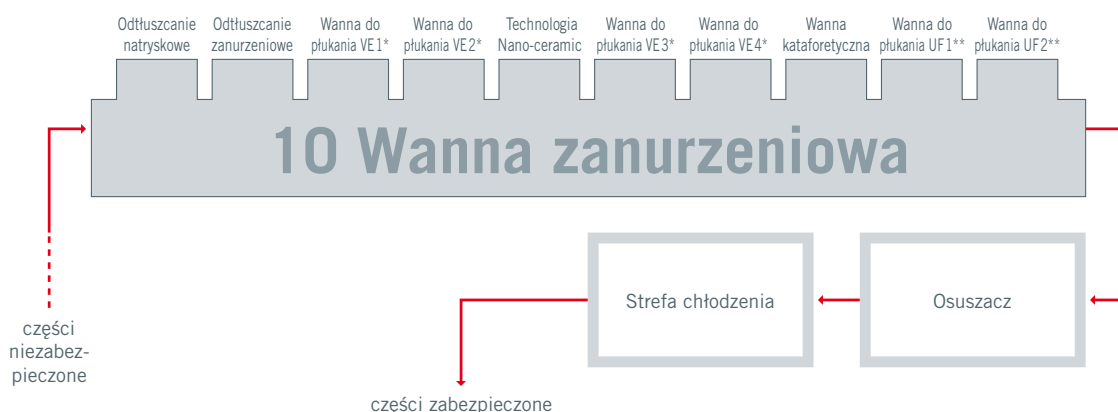 Odtłuszczanie
natryskowe
Odtłuszczanie
zanurzeniowe
Wanna do
płukania VE1*
Wanna do
płukania VE2*
Technologia
Nano-ceramic
Wanna do
płukania VE3*
Wanna do
płukania VE4*
Wanna
kataforetyczna
Wanna do
płukania UF1**
Wanna do
płukania UF2**
10 Wanna zanurzeniowa
Strefa chłodzenia
Osuszacz
części
niezabez-
pieczone
części zabezpieczone